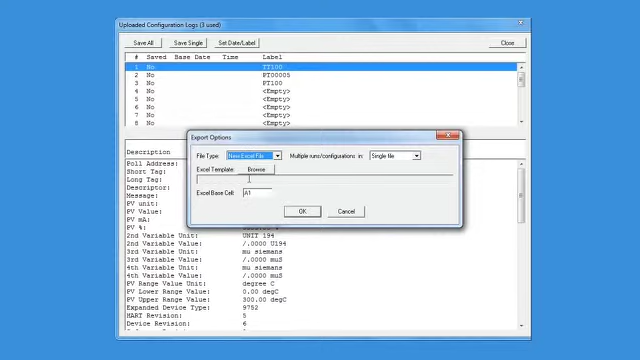 Uploaded Configuration Logs (3 used)
Save All Save Single Set Date/Label Close
# Saved Base Date Time Label
1 No TT100
2 No PT00005
3 No PT100
4 No <Empty>
5 No <Empty>
6 No <Empty>
7 No <Empty>
8 No <Empty>
Export Options
File Type: New Excel File Multiple runs/configurations in: Single file
Excel Template: Browse
Excel Base Cell: A1
OK Cancel
Description
Poll Address:
Short Tag:
Long Tag:
Descriptor:
Message:
PV unit:
PV Value:
PV mA:
PV %:
2nd Variable Unit: UNIT 194
2nd Variable Value: /.0000 U194
3rd Variable Unit: mu siemans
3rd Variable Value: /.0000 muS
4th Variable Unit: mu siemans
4th Variable Value: /.0000 muS
PV Range Value Unit: degree C
PV Lower Range Value: 0.00 degC
PV Upper Range Value: 300.00 degC
Expanded Device Type: 9752
HART Revision: 5
Device Revision: 6